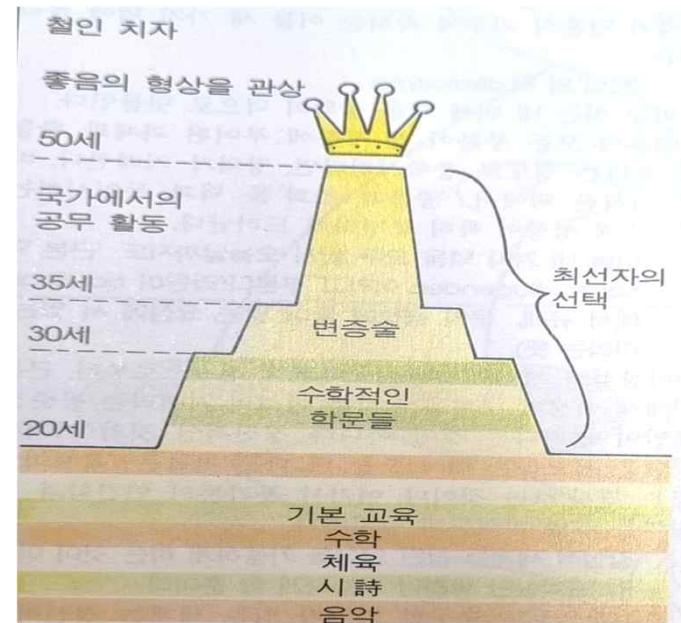 철인 치자
좋음의 형상을 관상
50세
국가에서의
공무 활동
35세
최선자의
선택
30세
변증술
수학적인
학문들
20세
기본 교육
수학
체육
시 詩
음악